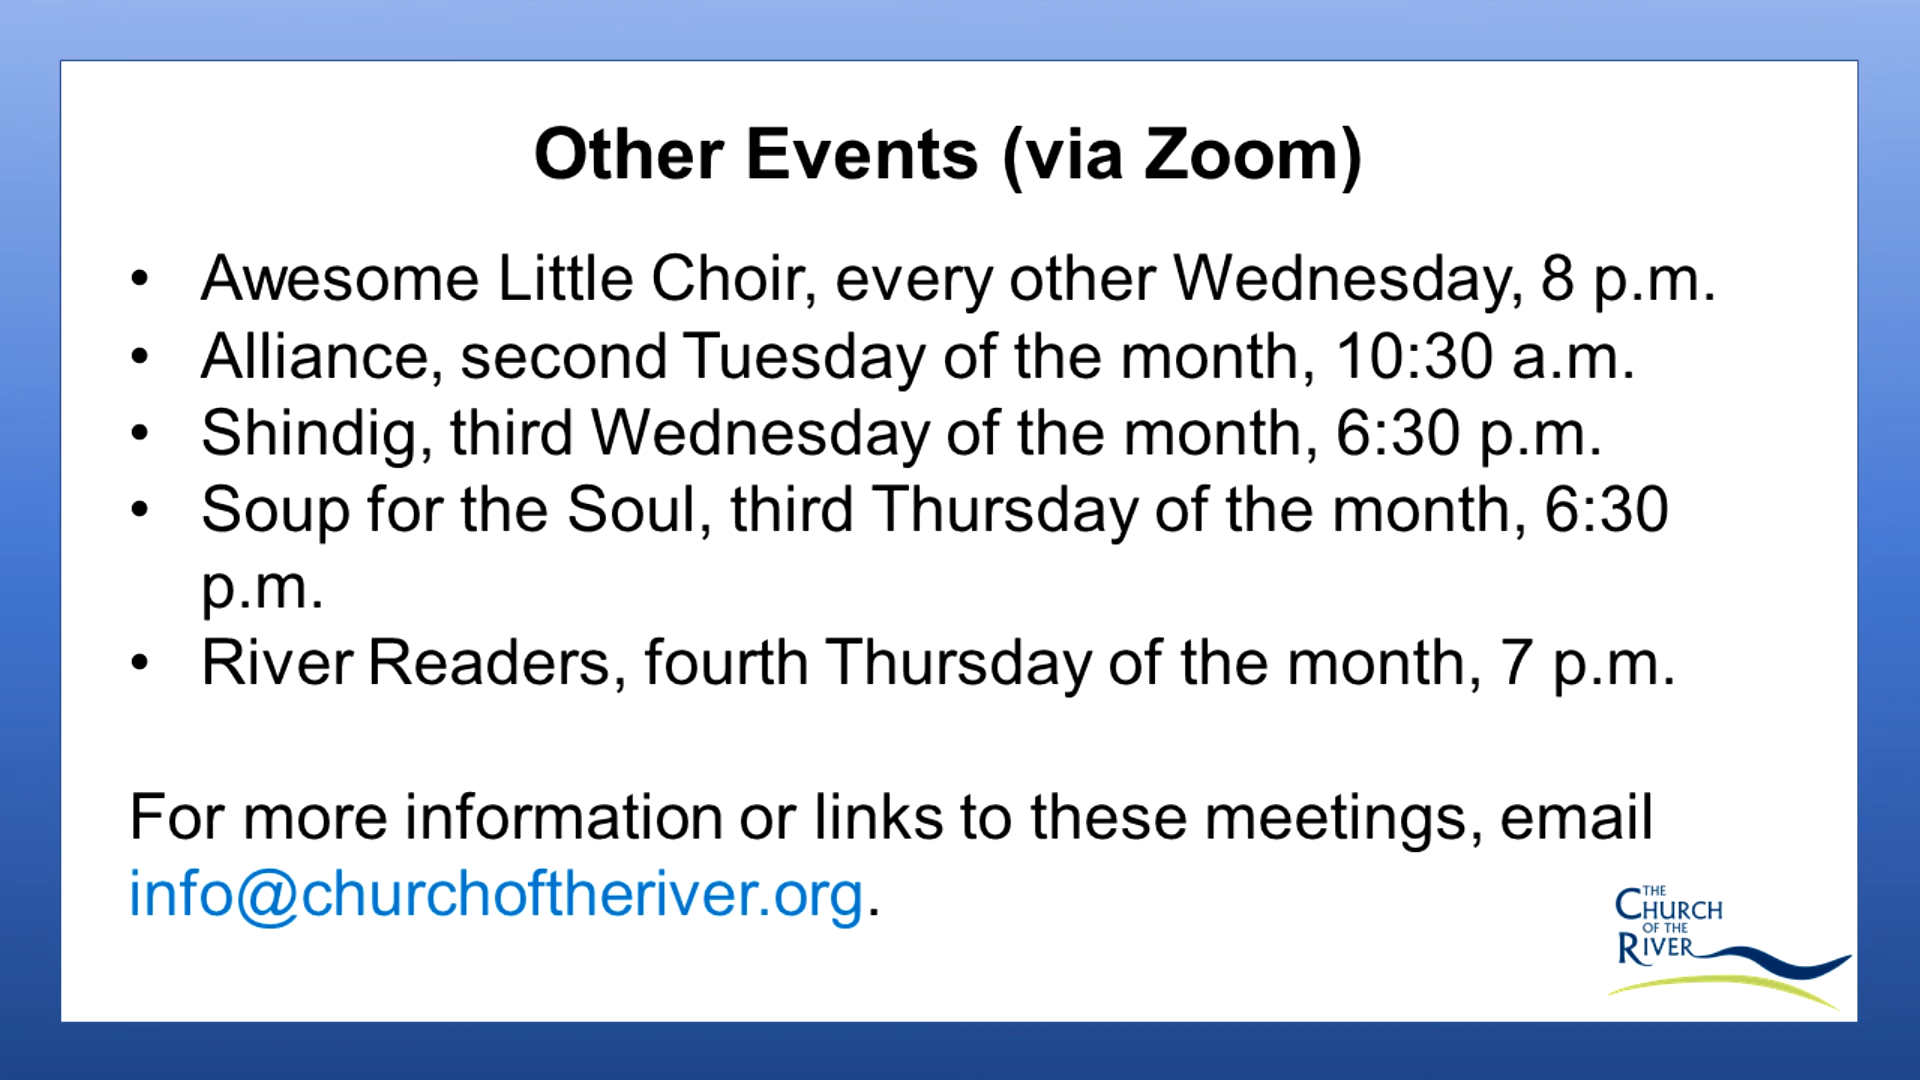 Other Events (via Zoom)
• Awesome Little Choir, every other Wednesday, 8 p.m.
• Alliance, second Tuesday of the month, 10:30 a.m.
• Shindig, third Wednesday of the month, 6:30 p.m.
• Soup for the Soul, third Thursday of the month, 6:30
p.m.
• River Readers, fourth Thursday of the month, 7 p.m.
For more information or links to these meetings, email
info@churchoftheriver.org.
THE
CHURCH
OF THE
RIVER